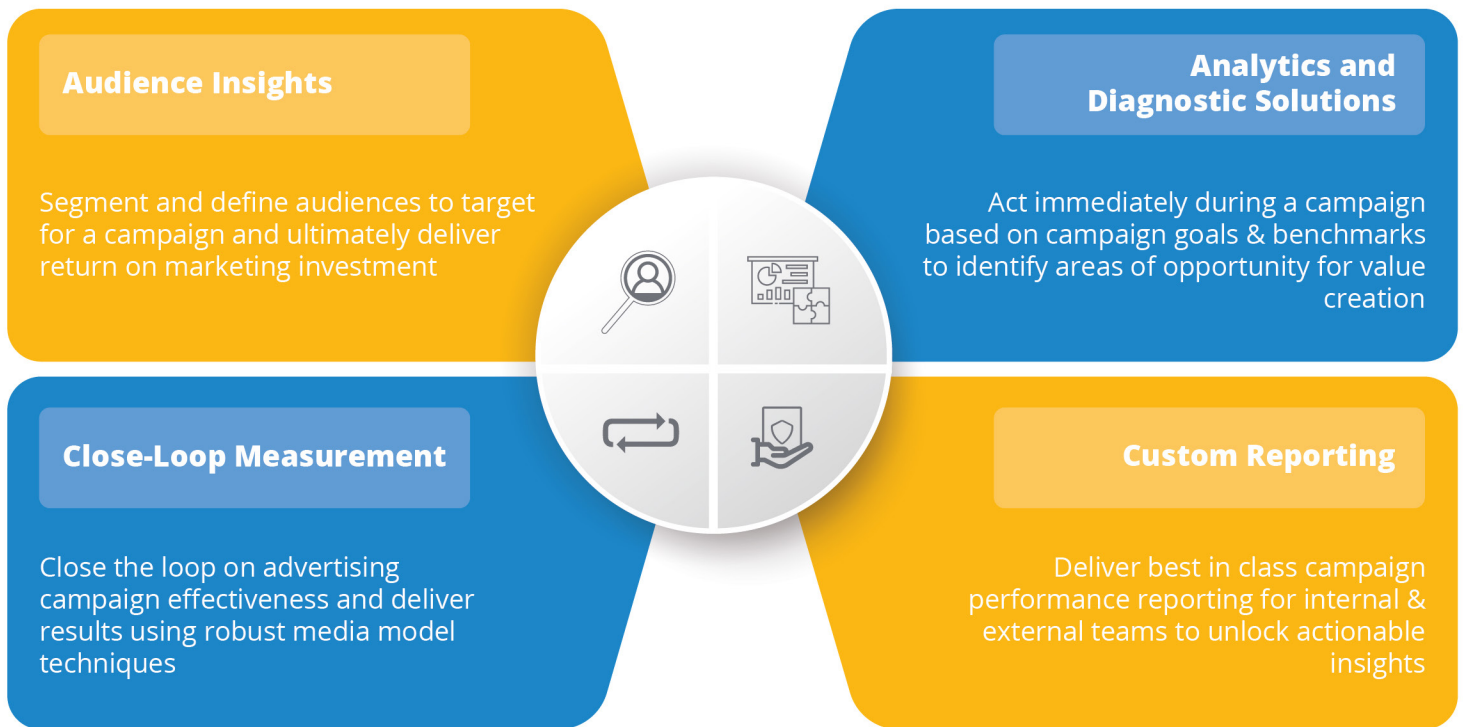 Audience Insights
Segment and define audiences to target
for a campaign and ultimately deliver
return on marketing investment
Analytics and
Diagnostic Solutions
Act immediately during a campaign
based on campaign goals & benchmarks
to identify areas of opportunity for value
creation
Close-Loop Measurement
Close the loop on advertising
campaign effectiveness and deliver
results using robust media model
techniques
Custom Reporting
Deliver best in class campaign
performance reporting for internal &
external teams to unlock actionable
insights